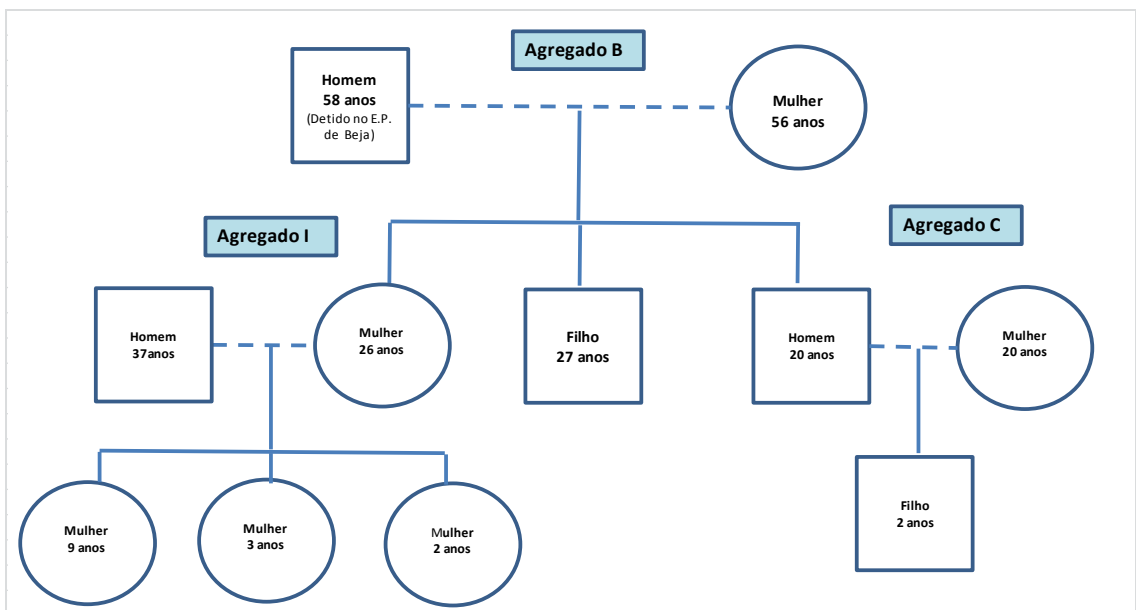 Agregado B
Homem
58 anos
(Detido no E.P.
de Beja)
Mulher
56 anos
Agregado I
Agregado C
Homem
37anos
Mulher
26 anos
Filho
27 anos
Homem
20 anos
Mulher
20 anos
Mulher
9 anos
Mulher
3 anos
Mulher
2 anos
Filho
2 anos